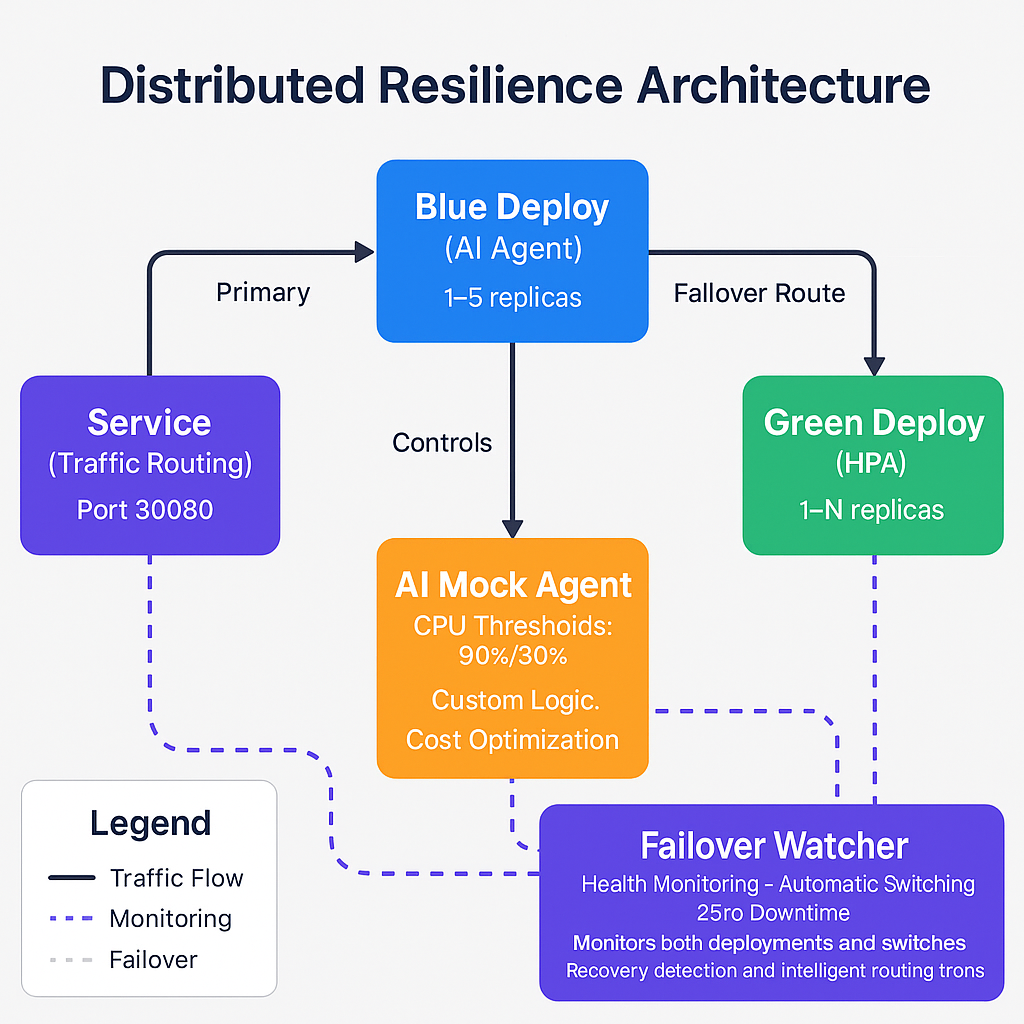 Distributed Resilience Architecture
Blue Deploy
(AI Agent)
1–5 replicas
Primary
Fallover Route
Service
(Traffic Routing)
Port 30080
Controls
Green Deploy
(HPA)
1–N replicas
AI Mock Agent
CPU Thresholds:
90%/30%
Custom Logic.
Cost Optimization
Legend
Traffic Flow
Monitoring
Failover
Failover Watcher
Health Monitoring - Automatic Switching
25ro Downtime
Monitors both deployments and switches
Recovery detection and intelligent routing trons